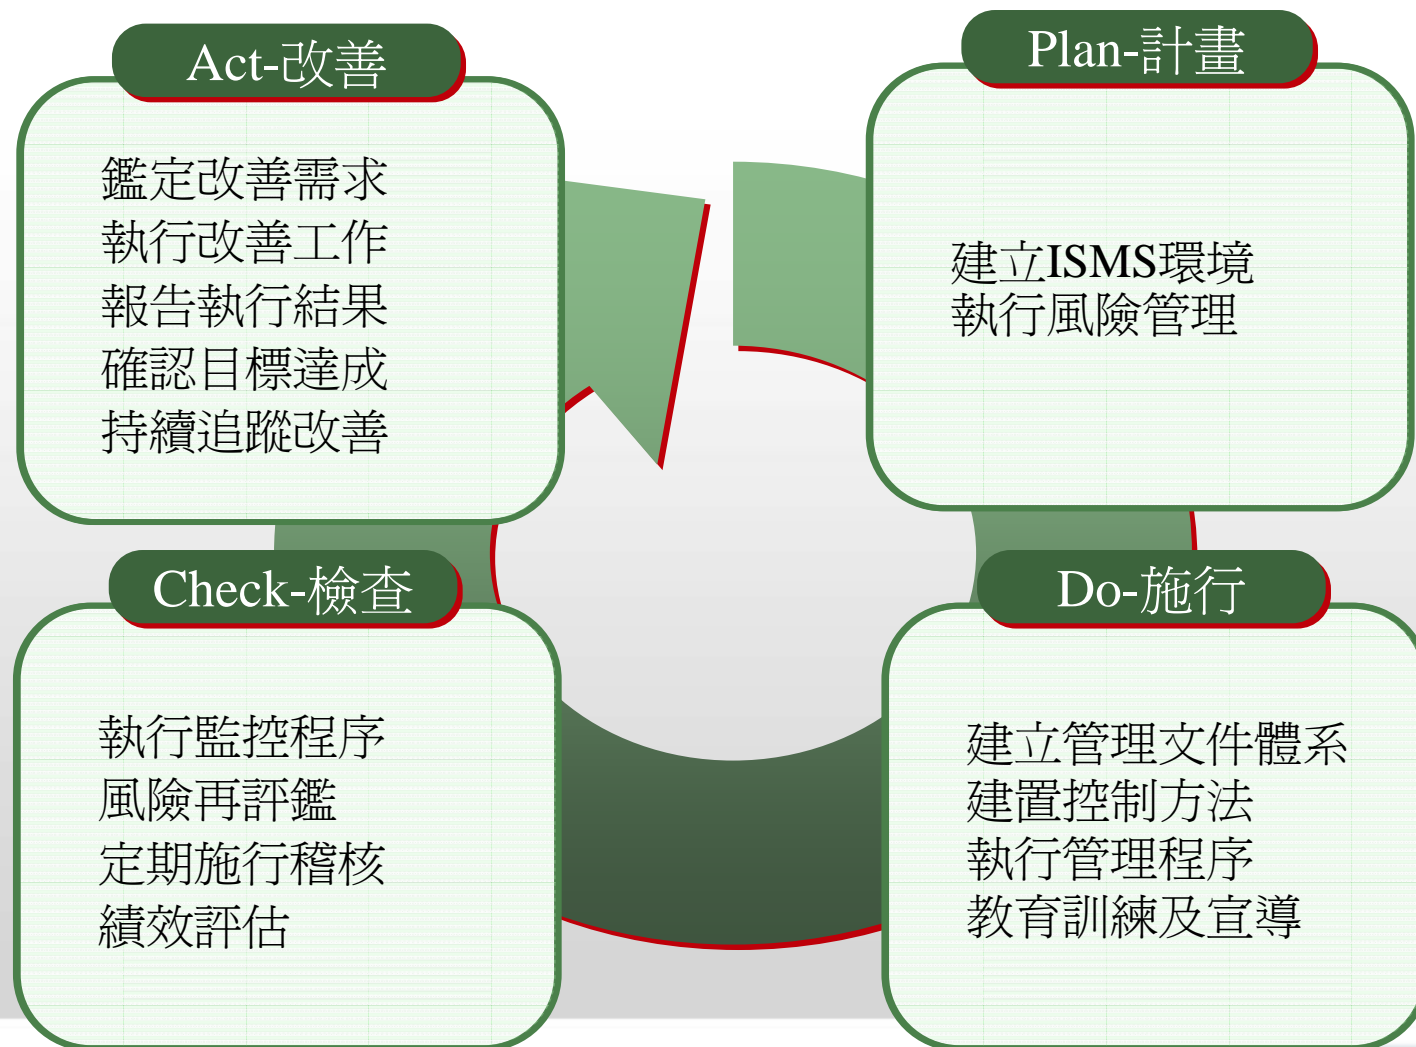 Act-改善
鑑定改善需求
執行改善工作
報告執行結果
確認目標達成
持續追蹤改善
Plan-計畫
建立ISMS環境
執行風險管理
Check-檢查
執行監控程序
風險再評鑑
定期施行稽核
績效評估
Do-施行
建立管理文件體系
建置控制方法
執行管理程序
教育訓練及宣導